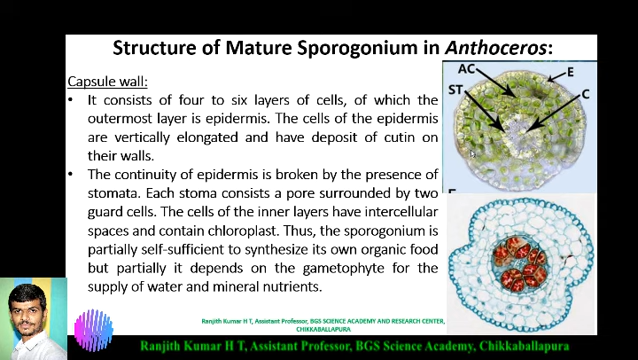 Structure of Mature Sporogonium in Anthoceros:
Capsule wall:
• It consists of four to six layers of cells, of which the
outermost layer is epidermis. The cells of the epidermis
are vertically elongated and have deposit of cutin on
their walls.
• The continuity of epidermis is broken by the presence of
stomata. Each stoma consists a pore surrounded by two
guard cells. The cells of the inner layers have intercellular
spaces and contain chloroplast. Thus, the sporogonium is
partially self-sufficient to synthesize its own organic food
but partially it depends on the gametophyte for the
supply of water and mineral nutrients.
AC
E
ST
C
Ranjith Kumar H T, Assistant Professor, BGS SCIENCE ACADEMY AND RESEARCH CENTER,
CHIKKABALLAPURA
Ranjith Kumar H T, Assistant Professor, BGS Science Academy, Chikkaballapura